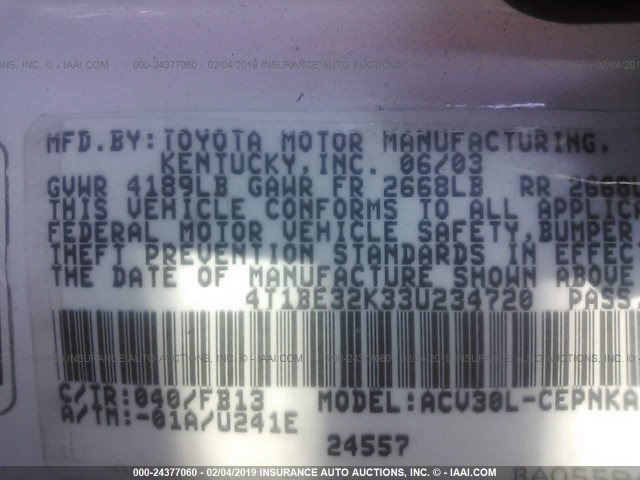 000-24377060 - 02/04/2019 INSURANCE AUTO AUCTIONS, INC. - © IAAI.COM
MFD.BY:TOYOTA MOTOR MANUFACTURING,
KENTUCKY,INC. 06/03
GVWR 4189LB GAWR FR 2668LB RR
THIS VEHICLE CONFORMS TO ALL APPLICA
FEDERAL MOTOR VEHICLE SAFETY,BUMPER
THEFT PREVENTION STANDARDS IN EFFEC
THE DATE OF MANUFACTURE SHOWN ABOVE
4T1BE32K33U234720 PASS
C/TR:040/FB13 MODEL:ACV30L-CEPNKA
A/TM:-01A/U241E
24557
000-24377060 - 02/04/2019 INSURANCE AUTO AUCTIONS, INC. - © IAAI.COM